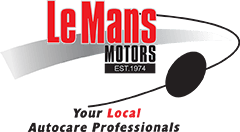 Le Mans
MOTORS
EST.1974
Your Local
Autocare Professionals